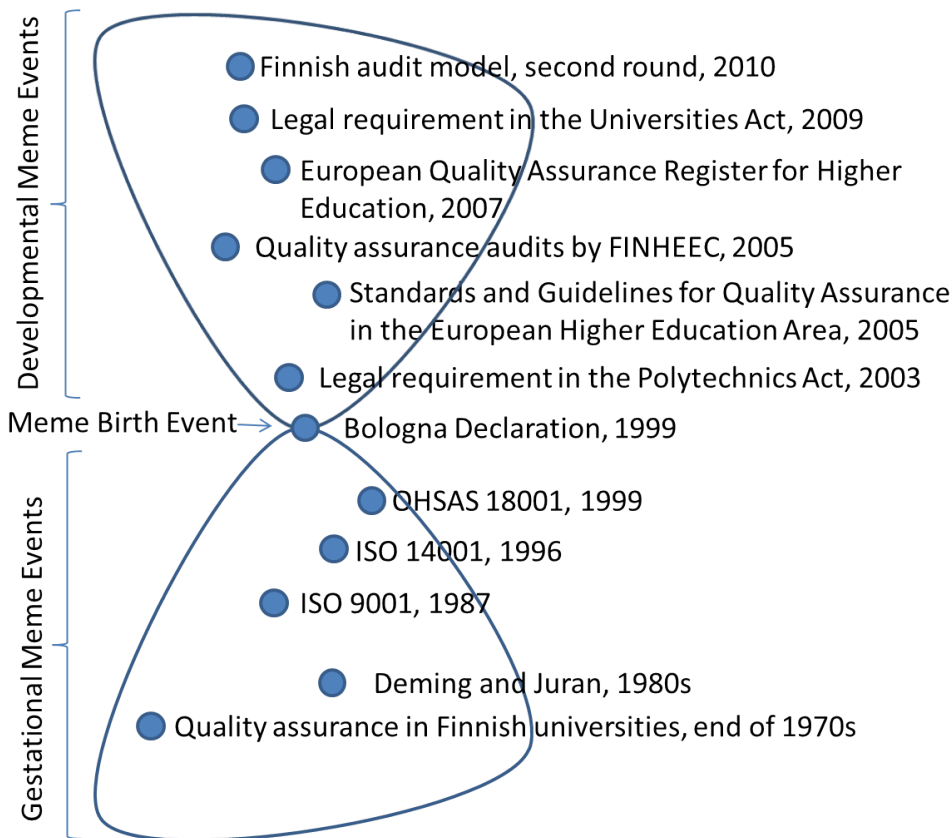 Developmental Meme Events
Finnish audit model, second round, 2010
Legal requirement in the Universities Act, 2009
European Quality Assurance Register for Higher
Education, 2007
Quality assurance audits by FINHEEC, 2005
Standards and Guidelines for Quality Assurance
in the European Higher Education Area, 2005
Legal requirement in the Polytechnics Act, 2003
Meme Birth Event
Bologna Declaration, 1999
Gestational Meme Events
OHSAS 18001, 1999
ISO 14001, 1996
ISO 9001, 1987
Deming and Juran, 1980s
Quality assurance in Finnish universities, end of 1970s